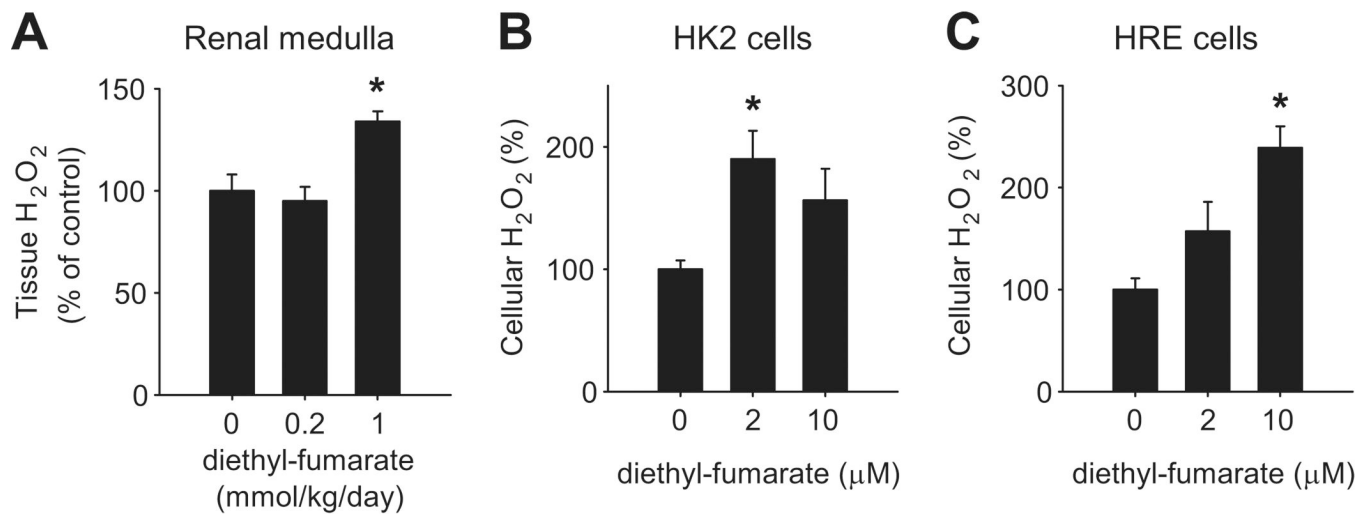 A
Renal medulla
Tissue H2O2
(% of control)
150
100
50
0
*
0 0.2 1
diethyl-fumarate
(mmol/kg/day)
B
HK2 cells
Cellular H2O2 (%)
200
100
0
*
0 2 10
diethyl-fumarate (μM)
C
HRE cells
Cellular H2O2 (%)
300
200
100
0
*
0 2 10
diethyl-fumarate (μM)